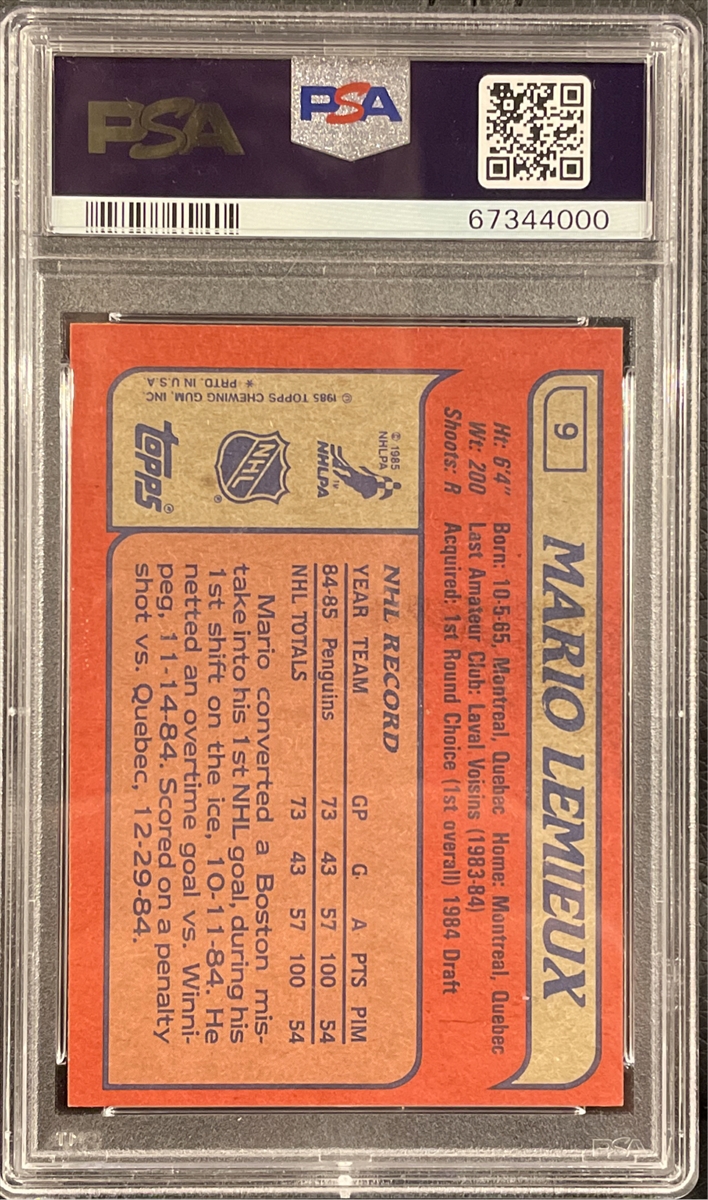 PSA
PSA
67344000
9
MARIO LEMIEUX
Ht: 6'4" Born: 10-5-65, Montreal, Quebec Home: Montreal, Quebec
Wt: 200 Last Amateur Club: Laval Voisins (1983-84)
Shoots: R Acquired: 1st Round Choice (1st overall) 1984 Draft
© 1985
NHLPA
NHLPA
NHL
®
TOPPS
®
© 1985 TOPPS CHEWING GUM, INC.
* PRTD. IN U.S.A
NHL RECORD
YEAR TEAM GP G A PTS PIM
84-85 Penguins 73 43 57 100 54
NHL TOTALS 73 43 57 100 54
Mario converted a Boston mis-
take into his 1st NHL goal, during his
1st shift on the ice, 10-11-84. He
netted an overtime goal vs. Winni-
peg, 11-14-84. Scored on a penalty
shot vs. Quebec, 12-29-84.
PSA